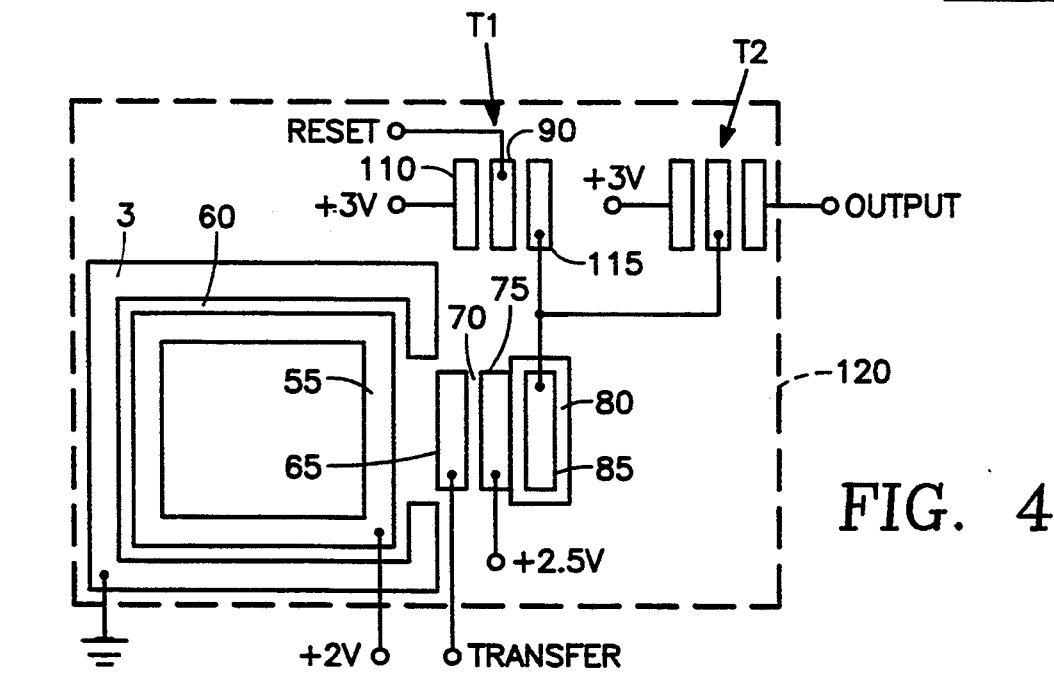 T1
T2
RESET
90
110
+3V
+3V
OUTPUT
3
60
115
75
70
55
120
80
65
85
FIG. 4
+2.5V
+2V
TRANSFER